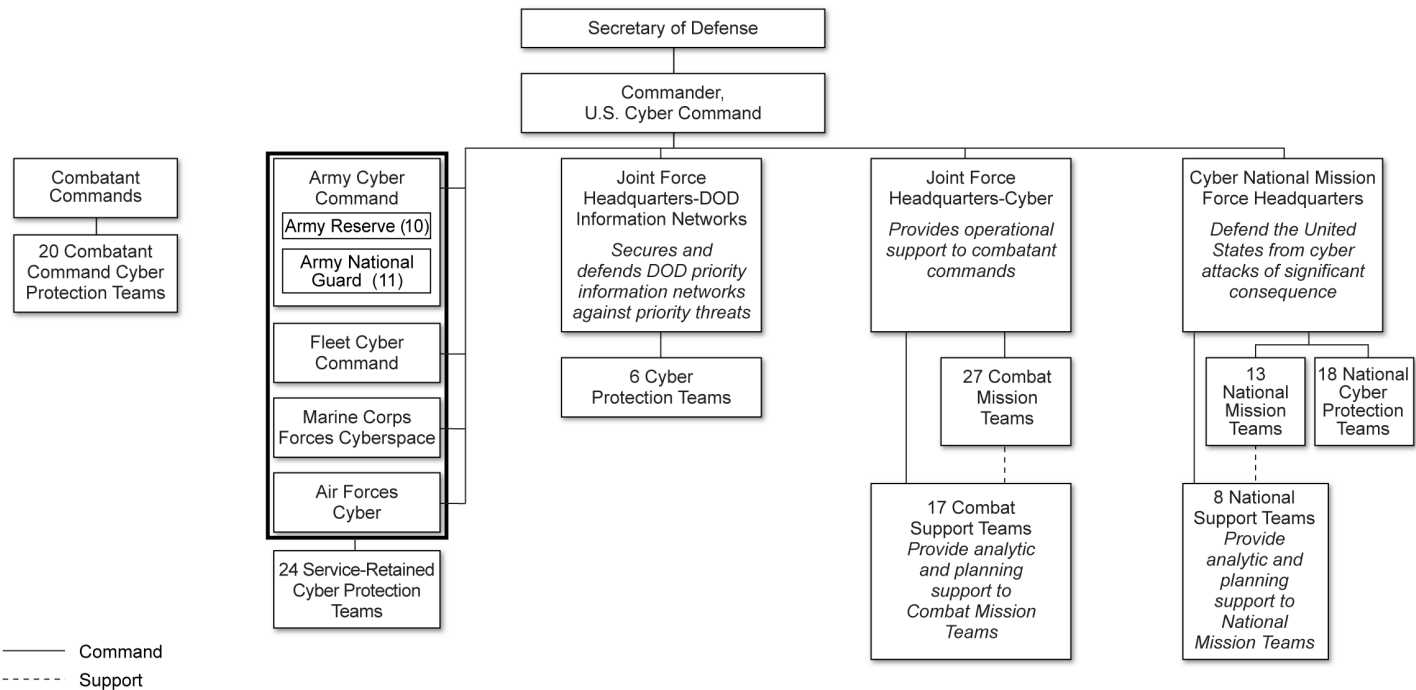 Secretary of Defense
Commander,
U.S. Cyber Command
Combatant
Commands
20 Combatant
Command Cyber
Protection Teams
Army Cyber
Command
Army Reserve (10)
Army National
Guard (11)
Fleet Cyber
Command
Marine Corps
Forces Cyberspace
Air Forces
Cyber
24 Service-Retained
Cyber Protection
Teams
Joint Force
Headquarters-DOD
Information Networks
Secures and
defends DOD priority
information networks
against priority threats
6 Cyber
Protection Teams
Joint Force
Headquarters-Cyber
Provides operational
support to combatant
commands
27 Combat
Mission
Teams
17 Combat
Support Teams
Provide analytic
and planning
support to
Combat Mission
Teams
Cyber National Mission
Force Headquarters
Defend the United
States from cyber
attacks of significant
consequence
13
National
Mission
Teams
18 National
Cyber
Protection
Teams
8 National
Support Teams
Provide
analytic and
planning
support to
National
Mission Teams
Command
Support